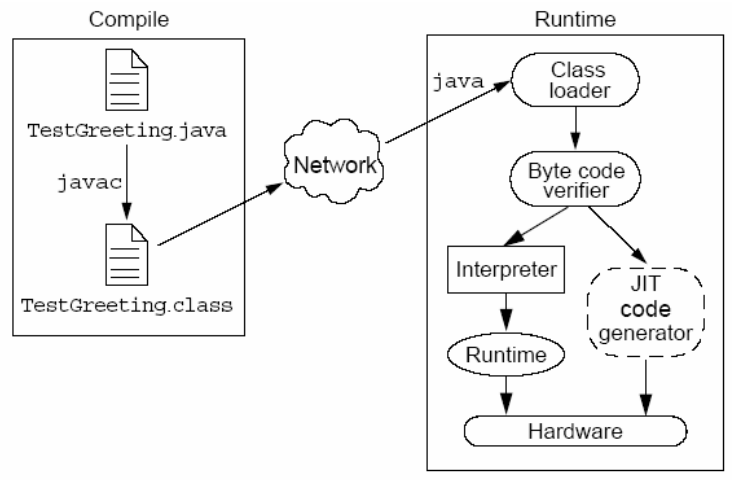 Compile
TestGreeting.java
javac
TestGreeting.class
Network
Runtime
java
Class
loader
Byte code
verifier
Interpreter
JIT
code
generator
Runtime
Hardware